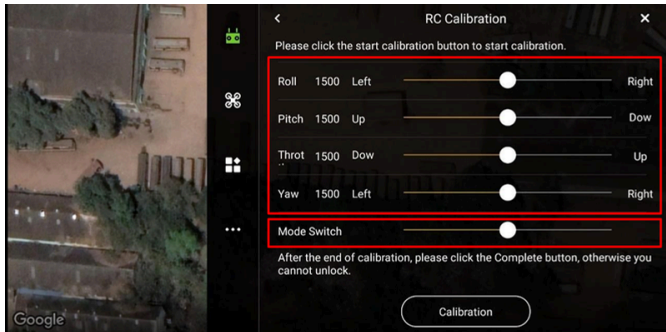 RC Calibration
Please click the start calibration button to start calibration.
Roll 1500 Left Right
Pitch 1500 Up Dow
Throt 1500 Dow Up
..
Yaw 1500 Left Right
Mode Switch
After the end of calibration, please click the Complete button, otherwise you
cannot unlock.
Calibration
Google